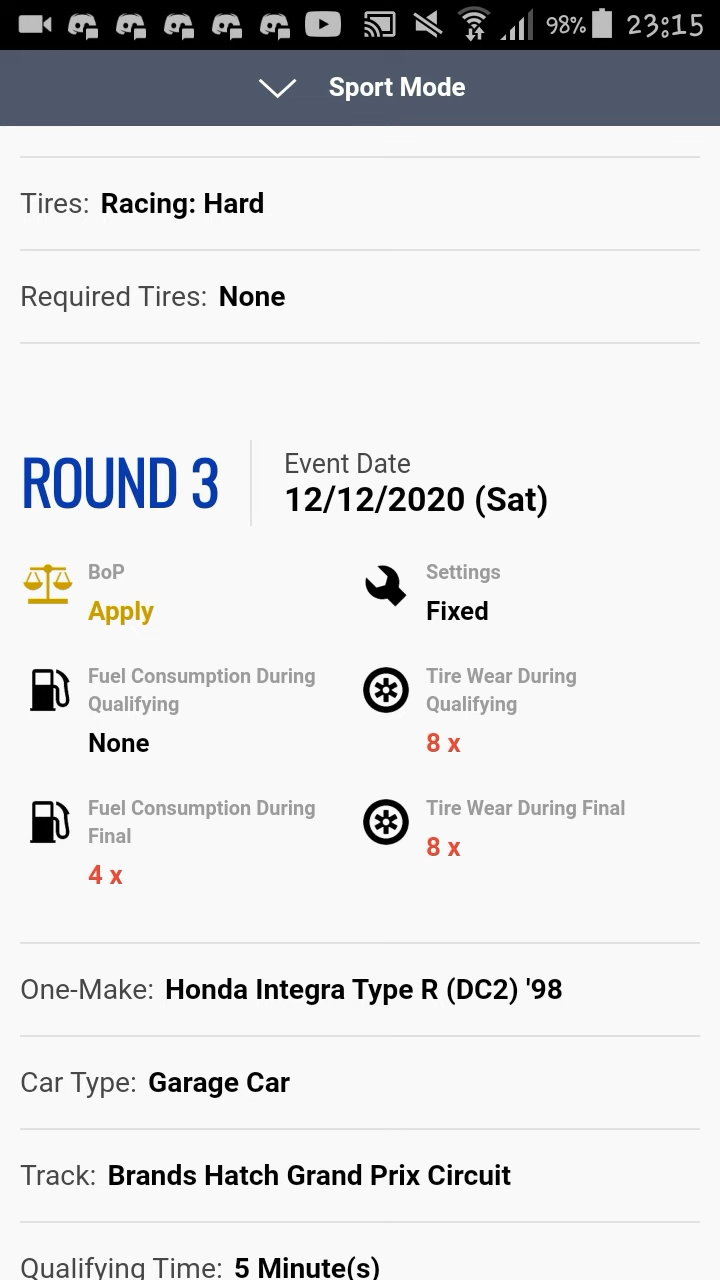 98% 23:15
Sport Mode
Tires: Racing: Hard
Required Tires: None
ROUND 3
Event Date
12/12/2020 (Sat)
BoP
Apply
Settings
Fixed
Fuel Consumption During
Qualifying
None
Tire Wear During
Qualifying
8 x
Fuel Consumption During
Final
4 x
Tire Wear During Final
8 x
One-Make: Honda Integra Type R (DC2) '98
Car Type: Garage Car
Track: Brands Hatch Grand Prix Circuit
Qualifying Time: 5 Minute(s)